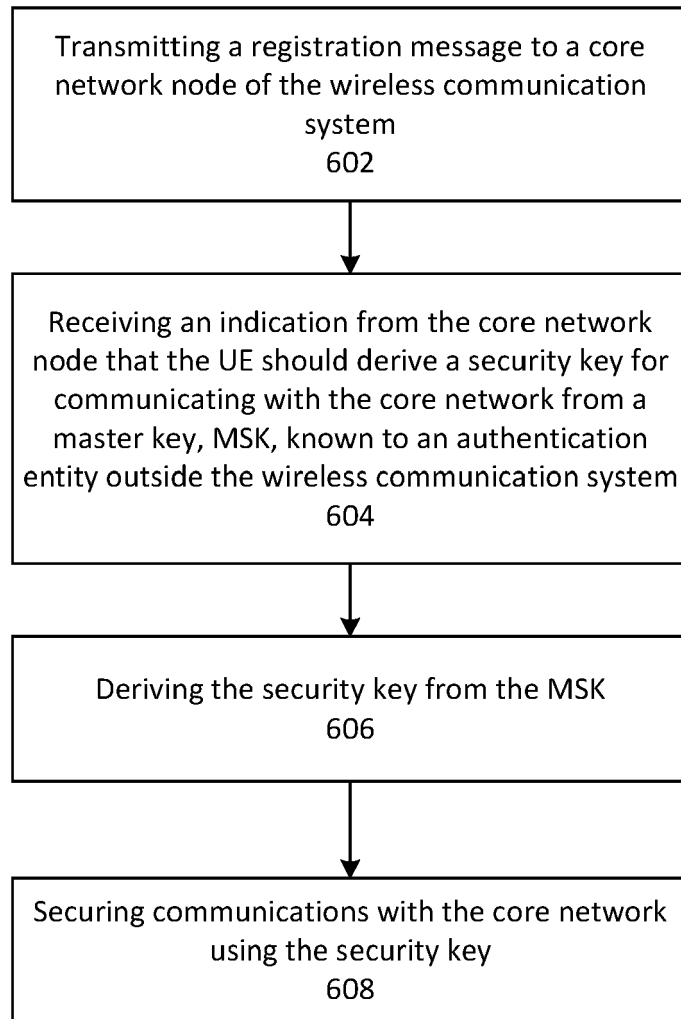 Transmitting a registration message to a core
network node of the wireless communication
system
602
Receiving an indication from the core network
node that the UE should derive a security key for
communicating with the core network from a
master key, MSK, known to an authentication
entity outside the wireless communication system
604
Deriving the security key from the MSK
606
Securing communications with the core network
using the security key
608